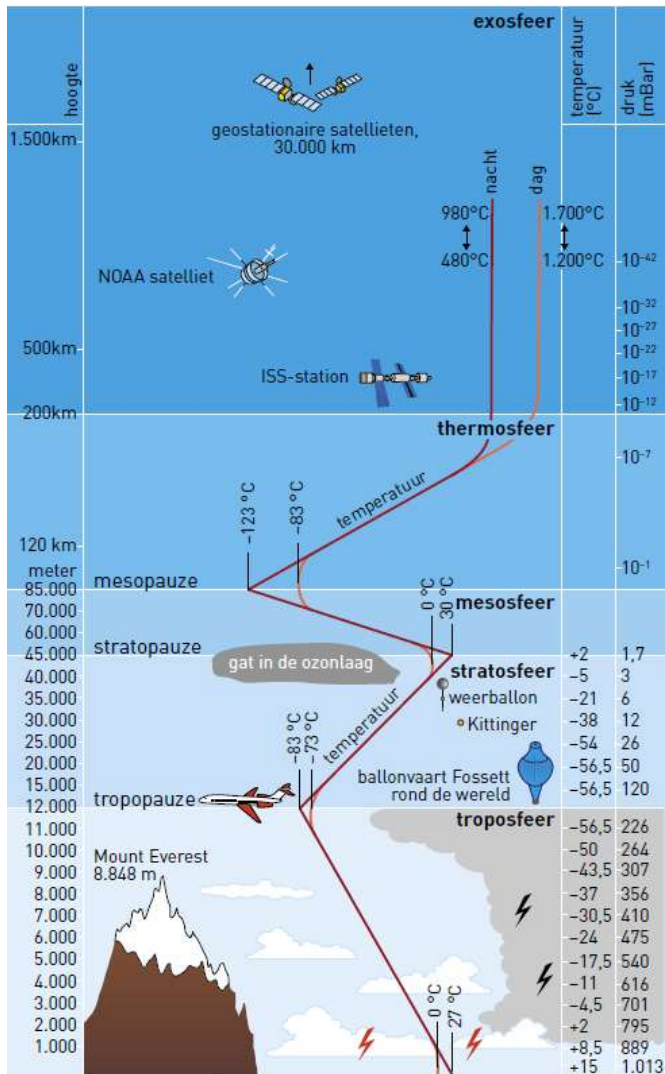 exosfeer
hoogte
temperatuur
[°C]
druk
[mBar]
geostationaire satellieten,
30.000 km
1.500km
nacht
dag
980°C
1.700°C
480°C
1.200°C
10⁻⁴²
NOAA satelliet
10⁻³²
10⁻²⁷
500km
10⁻²²
ISS-station
10⁻¹⁷
10⁻¹²
200km
thermosfeer
10⁻⁷
temperatuur
-123 °C
-83 °C
120 km
meter
10⁻¹
85.000
mesopauze
0 °C
30 °C
70.000
mesosfeer
60.000
stratopauze
45.000
+2
1,7
gat in de ozonlaag
stratosfeer
40.000
-5
3
weerballon
35.000
-21
6
temperatuur
30.000
Kittinger
-38
12
-83 °C
-73 °C
25.000
-54
26
20.000
ballonvaart Fossett
rond de wereld
-56,5
50
15.000
-56,5
120
tropopauze
12.000
troposfeer
11.000
-56,5
226
10.000
-50
264
Mount Everest
8.848 m
9.000
-43,5
307
8.000
-37
356
7.000
-30,5
410
6.000
-24
475
5.000
-17,5
540
4.000
-11
616
3.000
-4,5
701
0 °C
27 °C
2.000
+2
795
1.000
+8,5
889
+15
1.013